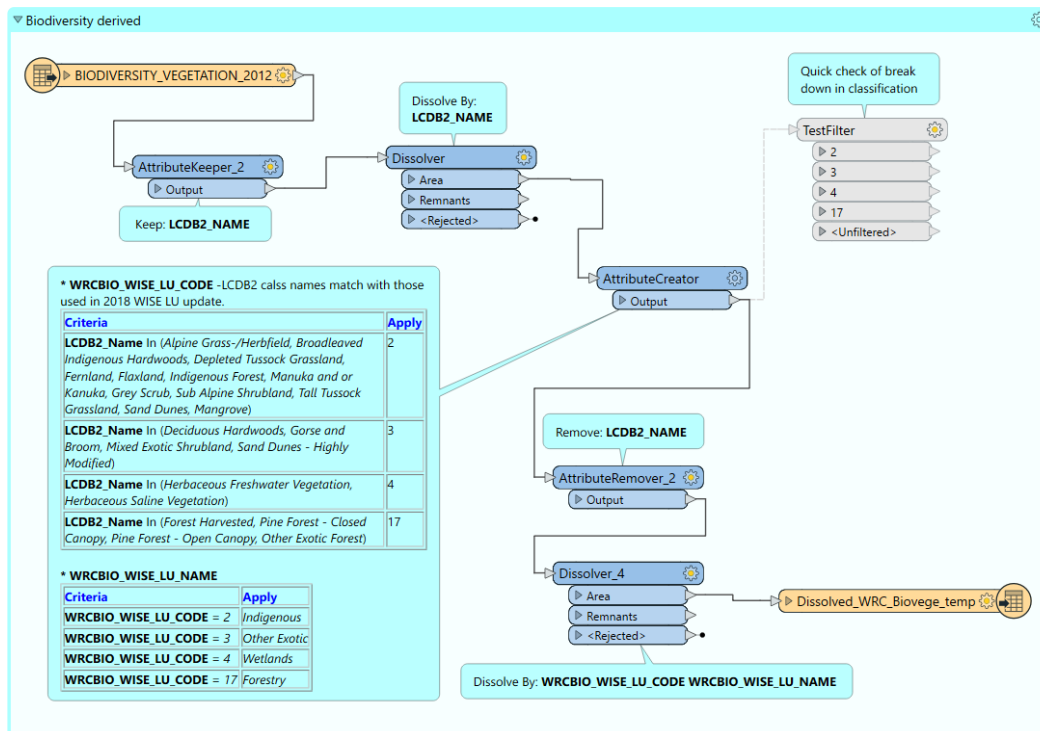 Biodiversity derived
BIODIVERSITY_VEGETATION_2012
AttributeKeeper_2
Output
Keep: LCDB2_NAME
Dissolve By:
LCDB2_NAME
Dissolver
Area
Remnants
<Rejected>
Quick check of break
down in classification
TestFilter
2
3
4
17
<Unfiltered>
AttributeCreator
Output
* WRCBIO_WISE_LU_CODE -LCDB2 calss names match with those
used in 2018 WISE LU update.
Criteria Apply
LCDB2_Name In (Alpine Grass-/Herbfield, Broadleaved 2
Indigenous Hardwoods, Depleted Tussock Grassland,
Fernland, Flaxland, Indigenous Forest, Manuka and or
Kanuka, Grey Scrub, Sub Alpine Shrubland, Tall Tussock
Grassland, Sand Dunes, Mangrove)
LCDB2_Name In (Deciduous Hardwoods, Gorse and 3
Broom, Mixed Exotic Shrubland, Sand Dunes - Highly
Modified)
LCDB2_Name In (Herbaceous Freshwater Vegetation, 4
Herbaceous Saline Vegetation)
LCDB2_Name In (Forest Harvested, Pine Forest - Closed 17
Canopy, Pine Forest - Open Canopy, Other Exotic Forest)
* WRCBIO_WISE_LU_NAME
Criteria Apply
WRCBIO_WISE_LU_CODE = 2 Indigenous
WRCBIO_WISE_LU_CODE = 3 Other Exotic
WRCBIO_WISE_LU_CODE = 4 Wetlands
WRCBIO_WISE_LU_CODE = 17 Forestry
Remove: LCDB2_NAME
AttributeRemover_2
Output
Dissolver_4
Area
Remnants
<Rejected>
Dissolved_WRC_Biovege_temp
Dissolve By: WRCBIO_WISE_LU_CODE WRCBIO_WISE_LU_NAME